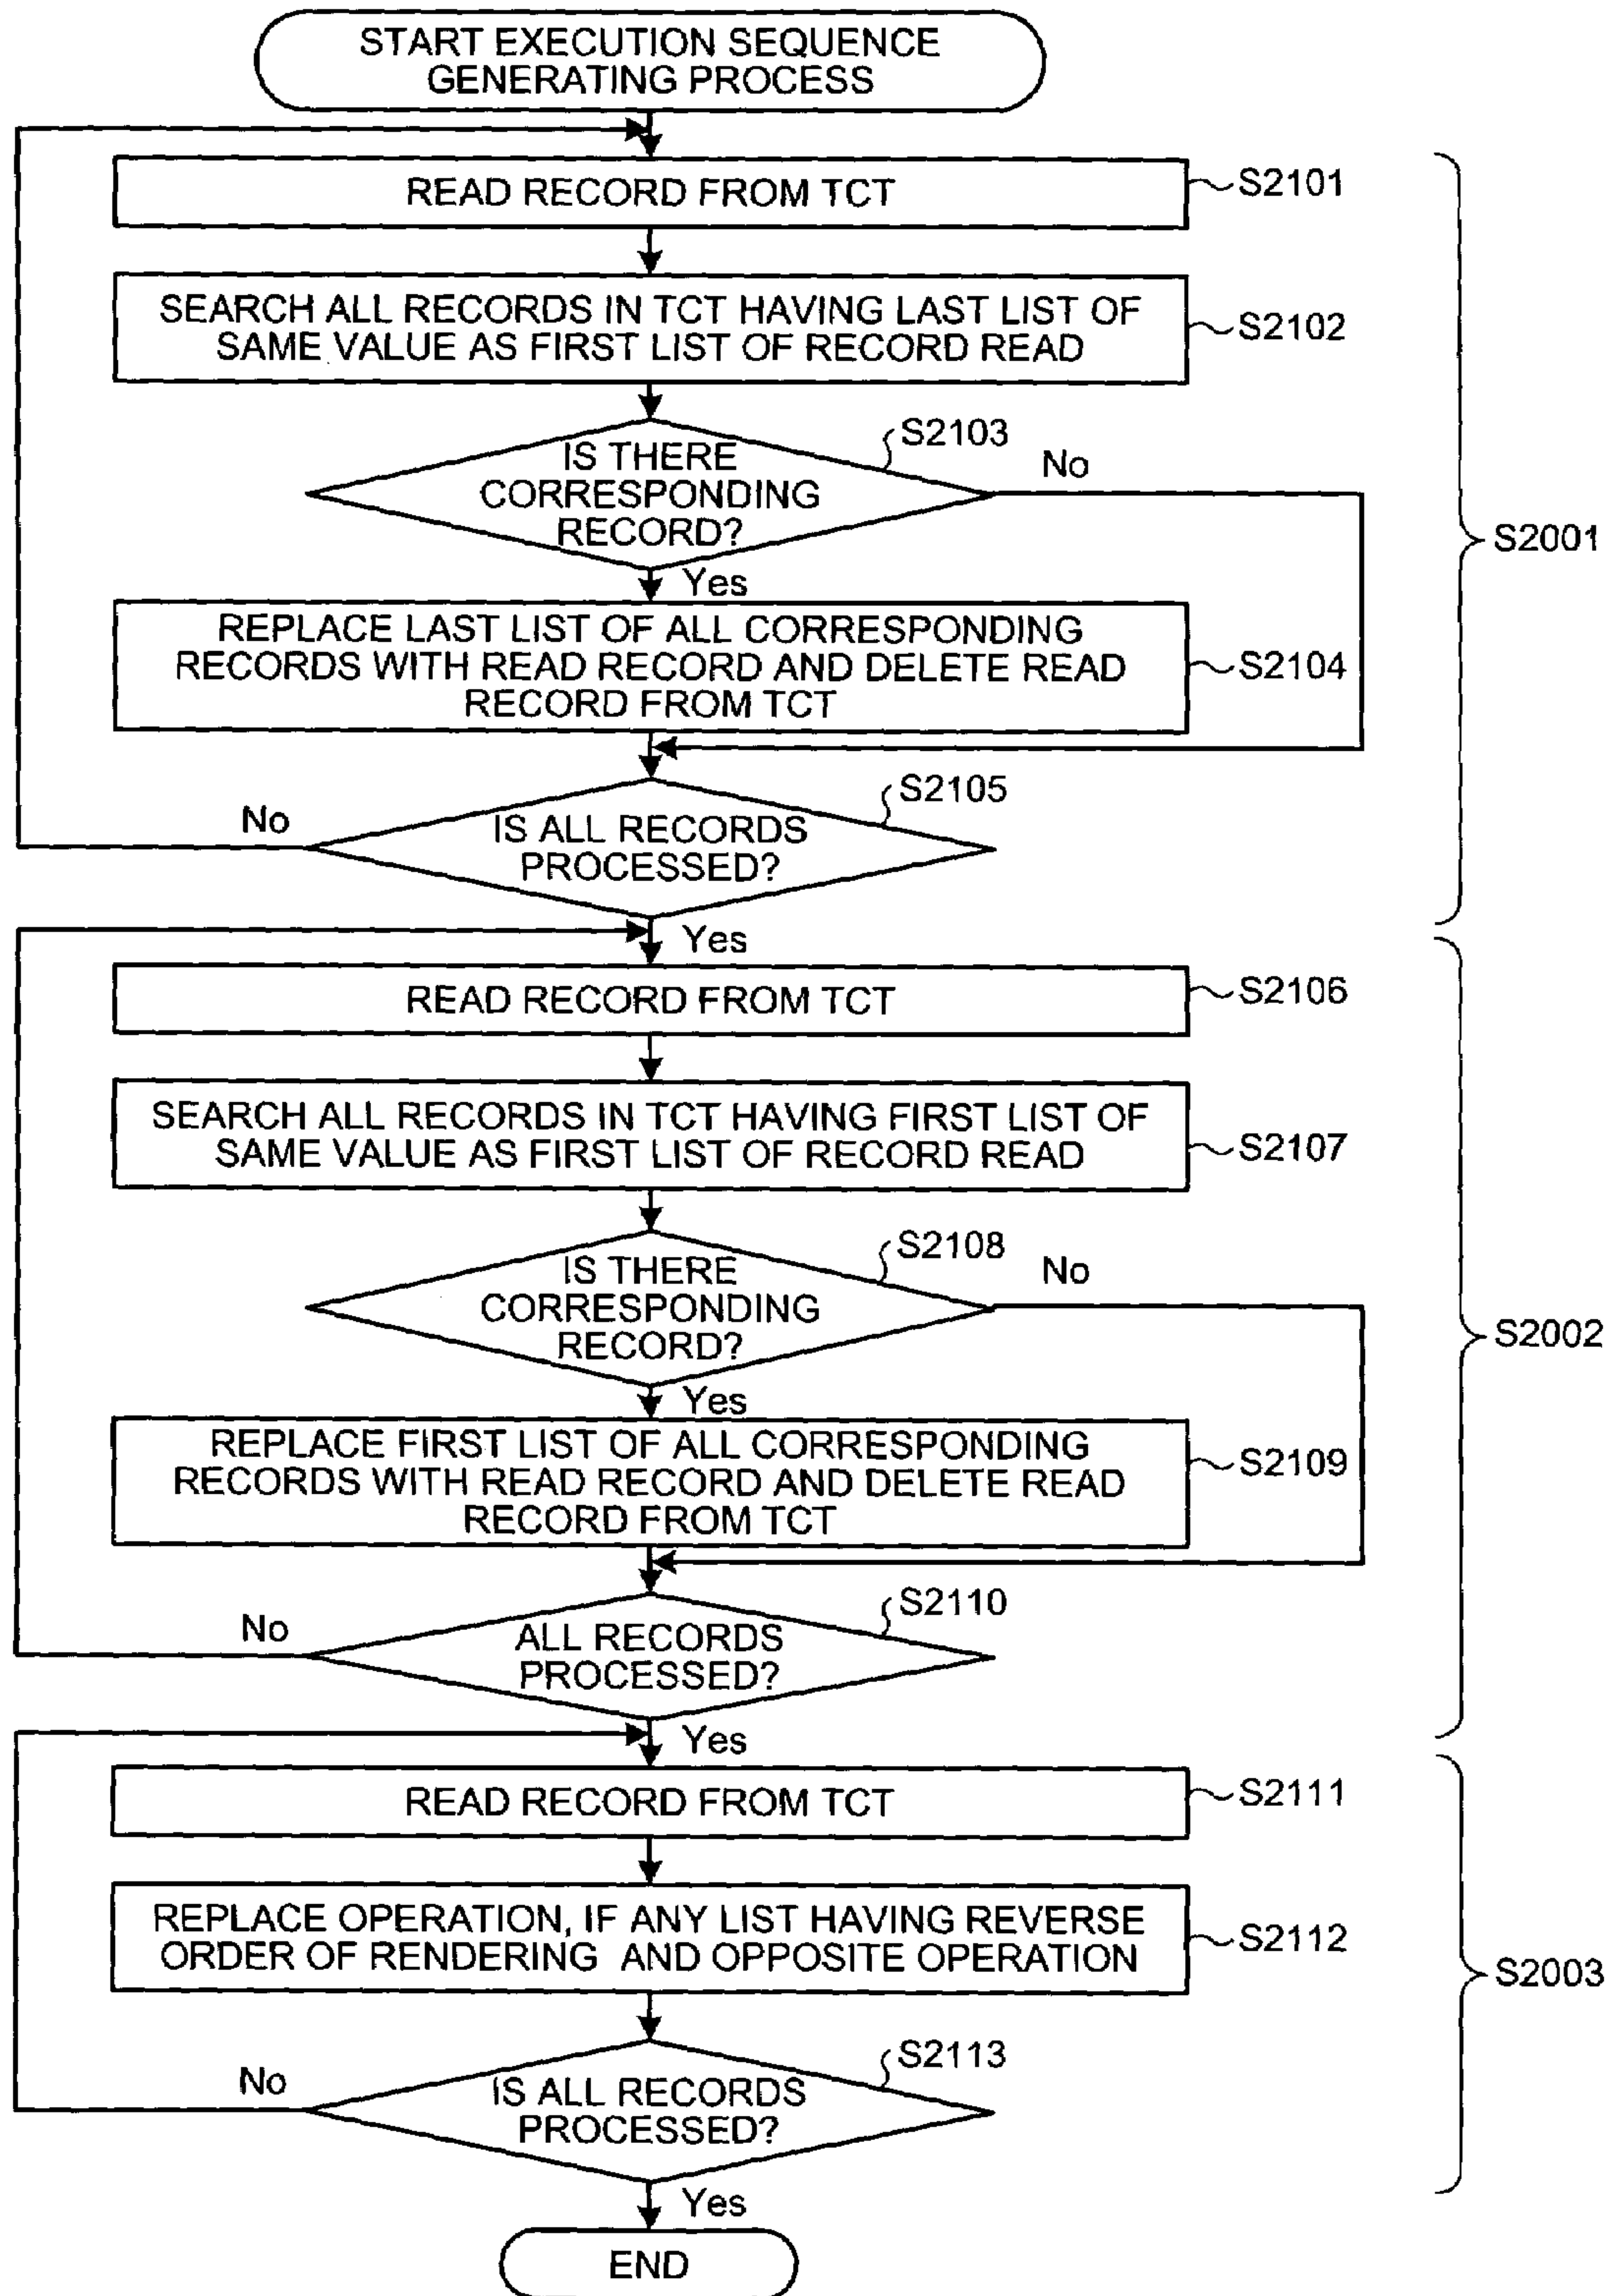 START EXECUTION SEQUENCE
GENERATING PROCESS
READ RECORD FROM TCT
S2101
SEARCH ALL RECORDS IN TCT HAVING LAST LIST OF
SAME VALUE AS FIRST LIST OF RECORD READ
S2102
S2103
IS THERE
CORRESPONDING
RECORD?
No
S2001
Yes
REPLACE LAST LIST OF ALL CORRESPONDING
RECORDS WITH READ RECORD AND DELETE READ
RECORD FROM TCT
S2104
S2105
No
IS ALL RECORDS
PROCESSED?
Yes
READ RECORD FROM TCT
S2106
SEARCH ALL RECORDS IN TCT HAVING FIRST LIST OF
SAME VALUE AS FIRST LIST OF RECORD READ
S2107
S2108
IS THERE
CORRESPONDING
RECORD?
No
S2002
Yes
REPLACE FIRST LIST OF ALL CORRESPONDING
RECORDS WITH READ RECORD AND DELETE READ
RECORD FROM TCT
S2109
S2110
No
ALL RECORDS
PROCESSED?
Yes
READ RECORD FROM TCT
S2111
REPLACE OPERATION, IF ANY LIST HAVING REVERSE
ORDER OF RENDERING AND OPPOSITE OPERATION
S2112
S2003
S2113
No
IS ALL RECORDS
PROCESSED?
Yes
END